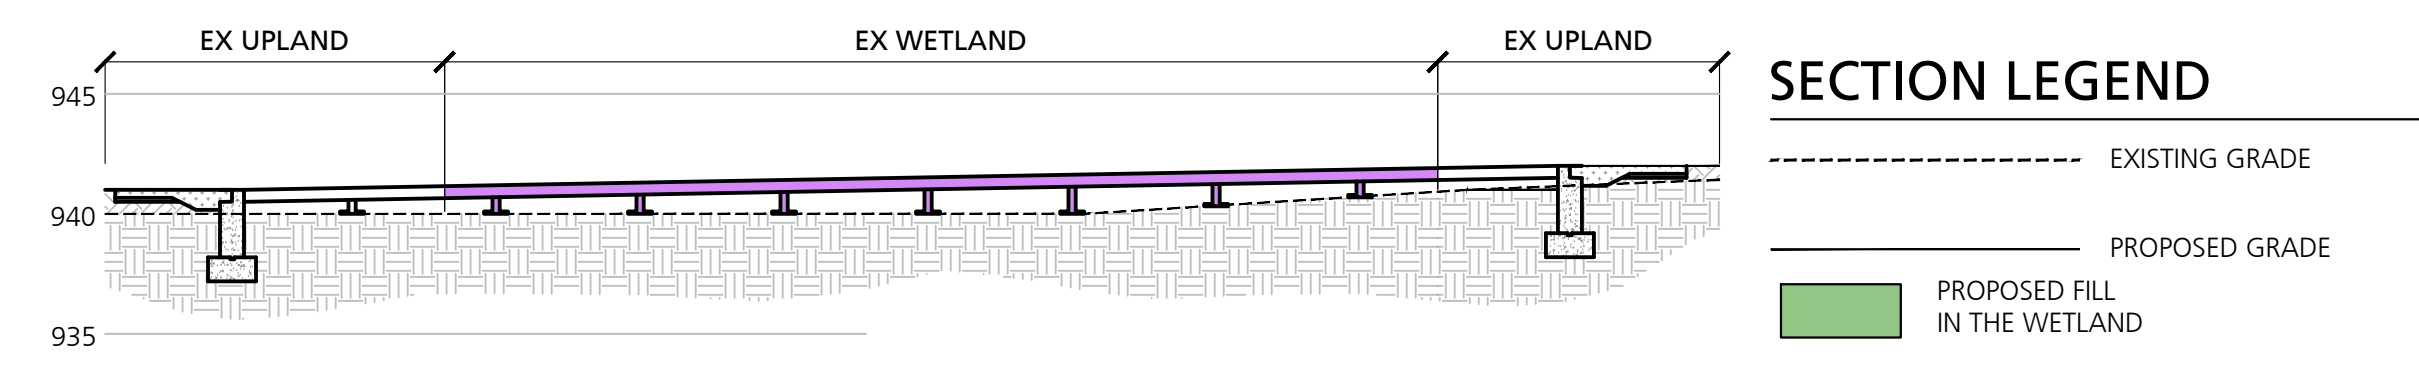 EX UPLAND
EX WETLAND
EX UPLAND
945
940
935
SECTION LEGEND
EXISTING GRADE
PROPOSED GRADE
PROPOSED FILL
IN THE WETLAND